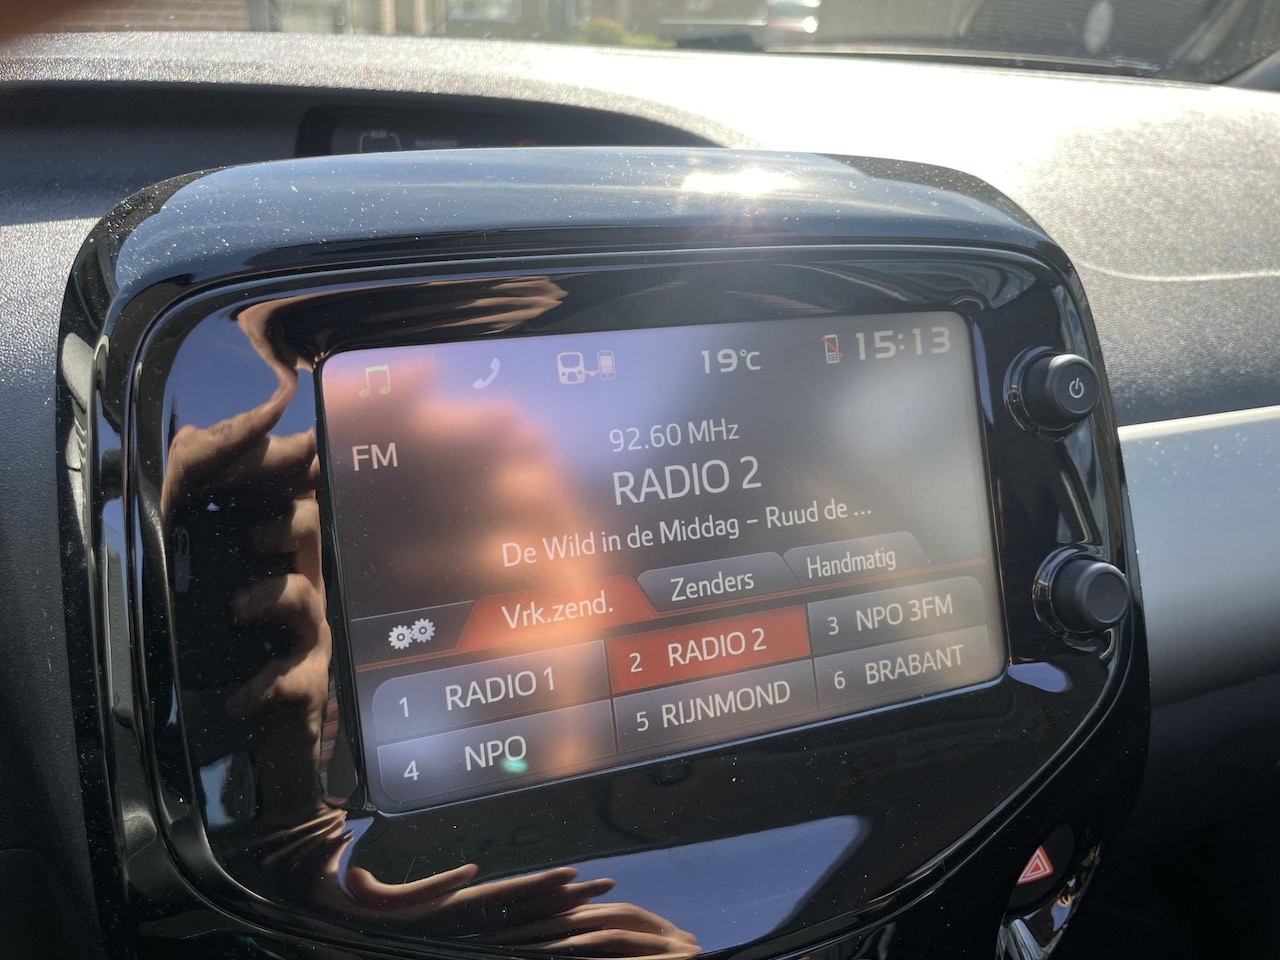 19°C 15:13
FM
92.60 MHz
RADIO 2
De Wild in de Middag - Ruud de ...
Vrk.zend. Zenders Handmatig
1 RADIO 1 2 RADIO 2 3 NPO 3FM
4 NPO 5 RIJNMOND 6 BRABANT